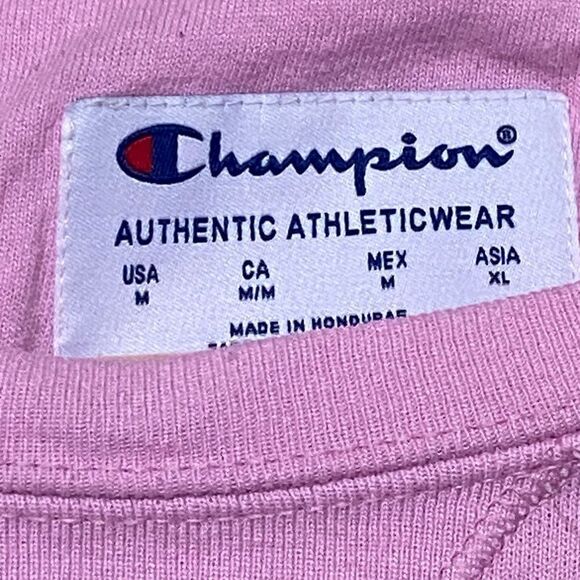 Champion®
AUTHENTIC ATHLETICWEAR
USA CA MEX ASIA
M M/M M XL
MADE IN HONDURAS